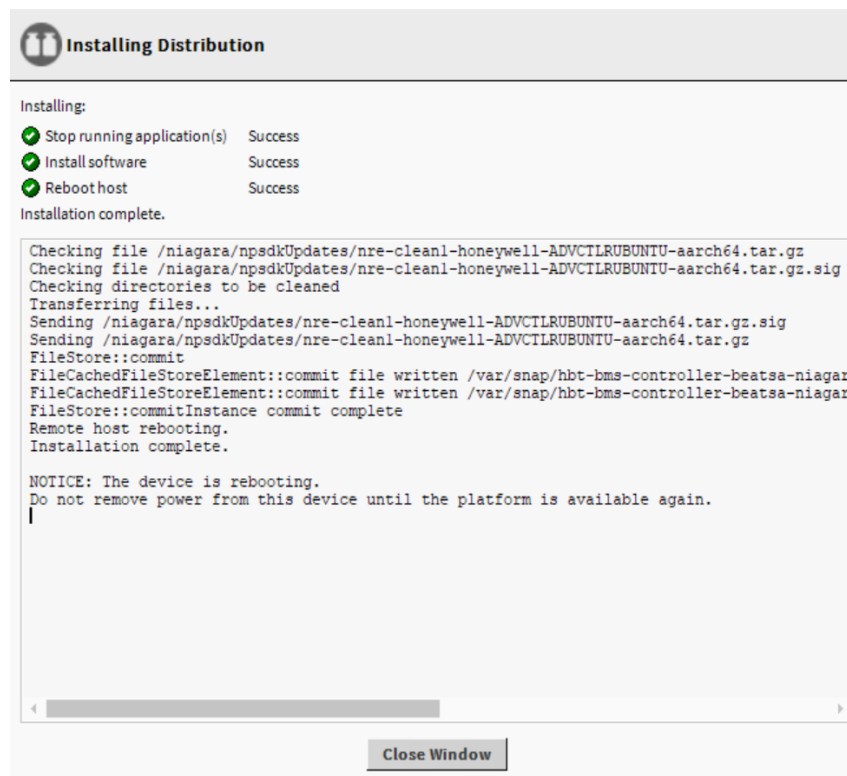 Installing Distribution
Installing:
Stop running application(s) Success
Install software Success
Reboot host Success
Installation complete.
Checking file /niagara/npsdkUpdates/nre-clean1-honeywell-ADVCTLRUBUNTU-aarch64.tar.gz
Checking file /niagara/npsdkUpdates/nre-clean1-honeywell-ADVCTLRUBUNTU-aarch64.tar.gz.sig
Checking directories to be cleaned
Transferring files...
Sending /niagara/npsdkUpdates/nre-clean1-honeywell-ADVCTLRUBUNTU-aarch64.tar.gz.sig
Sending /niagara/npsdkUpdates/nre-clean1-honeywell-ADVCTLRUBUNTU-aarch64.tar.gz
FileStore::commit
FileCachedFileStoreElement::commit file written /var/snap/hbt-bms-controller-beatsa-niagar
FileCachedFileStoreElement::commit file written /var/snap/hbt-bms-controller-beatsa-niagar
FileStore::commitInstance commit complete
Remote host rebooting.
Installation complete.
NOTICE: The device is rebooting.
Do not remove power from this device until the platform is available again.
Close Window